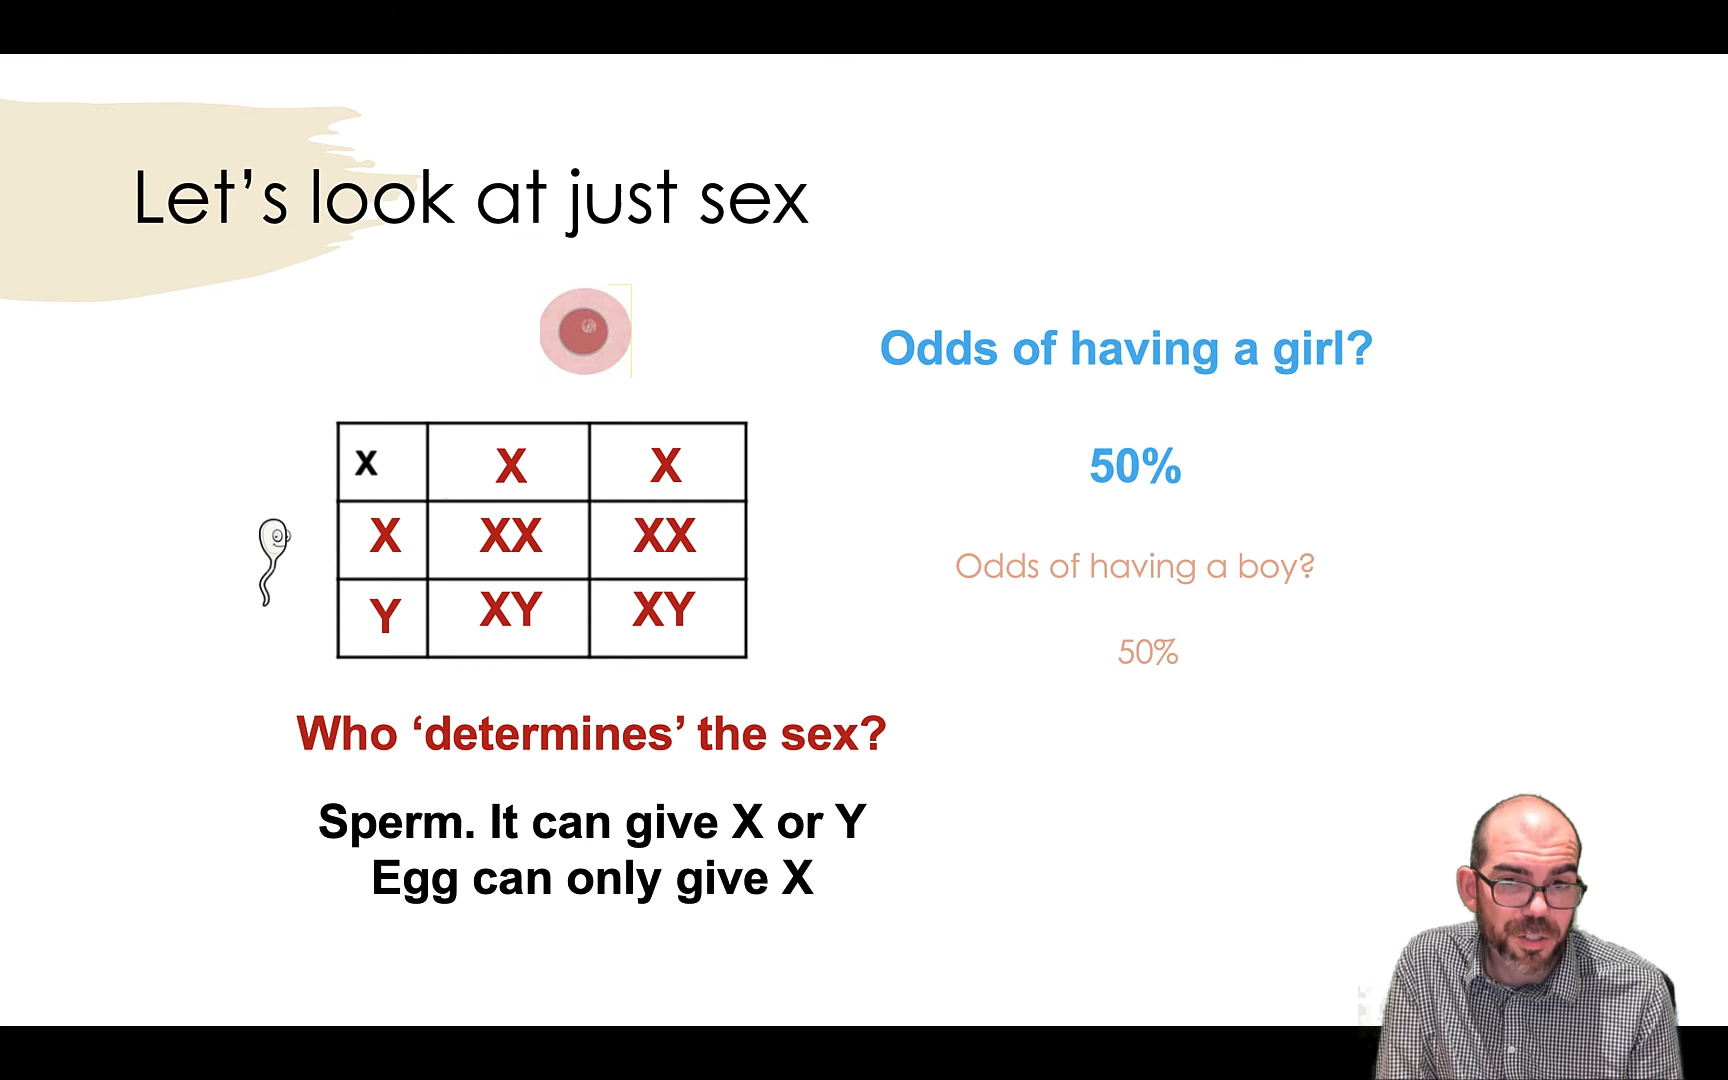 Let’s look at just sex
Odds of having a girl?
x X X
50%
X XX XX
Odds of having a boy?
Y XY XY
50%
Who ‘determines’ the sex?
Sperm. It can give X or Y
Egg can only give X